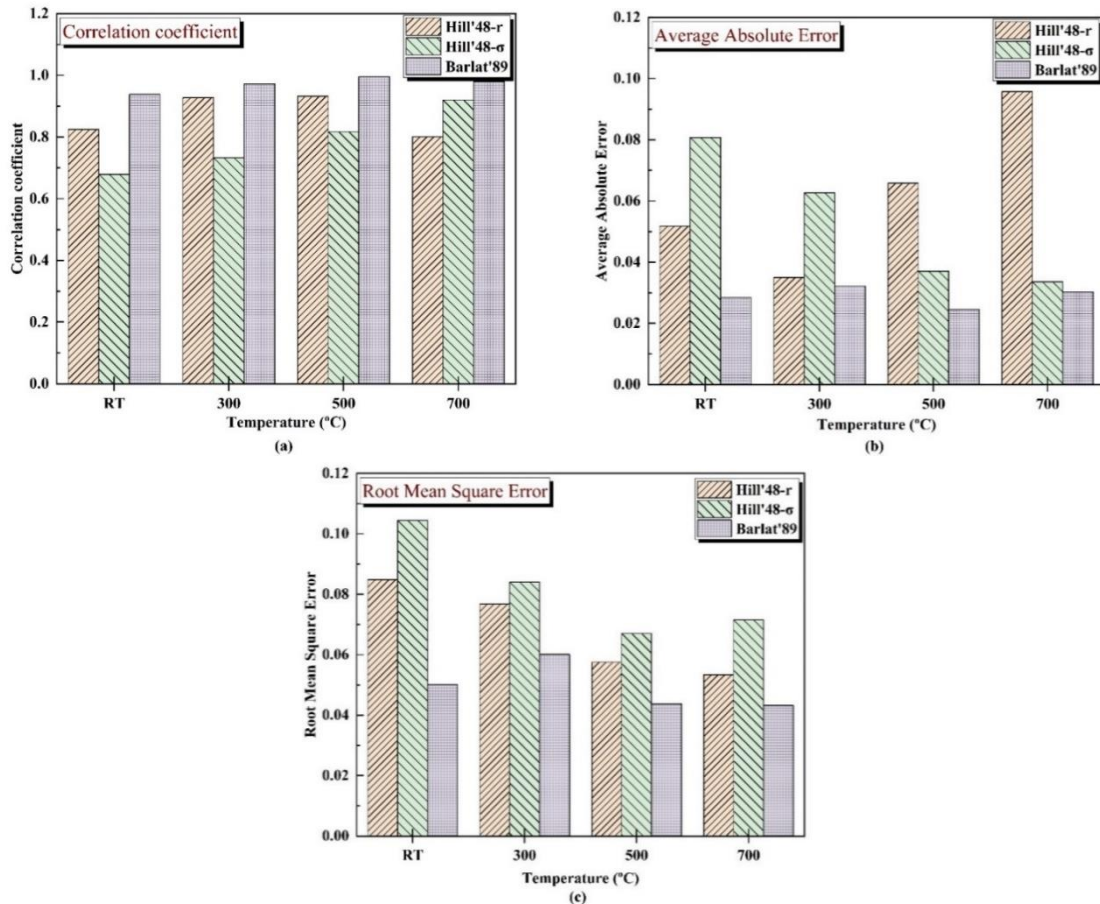 Correlation coefficient
Hill'48-r
Hill'48-σ
Barlat'89
1.2
1.0
0.8
0.6
0.4
0.2
0.0
Correlation coefficient
RT 300 500 700
Temperature (ºC)
(a)
Average Absolute Error
Hill'48-r
Hill'48-σ
Barlat'89
0.12
0.10
0.08
0.06
0.04
0.02
0.00
Average Absolute Error
RT 300 500 700
Temperature (ºC)
(b)
Root Mean Square Error
Hill'48-r
Hill'48-σ
Barlat'89
0.12
0.10
0.08
0.06
0.04
0.02
0.00
Root Mean Square Error
RT 300 500 700
Temperature (ºC)
(c)